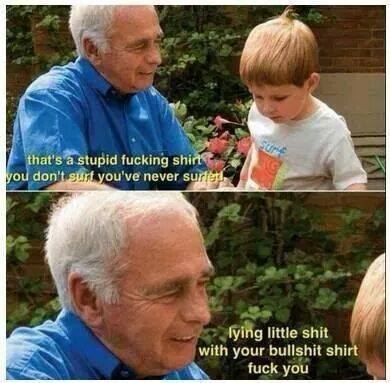 Surf
that's a stupid fucking shirt
you don't surf you've never surfed
lying little shit
with your bullshit shirt
fuck you